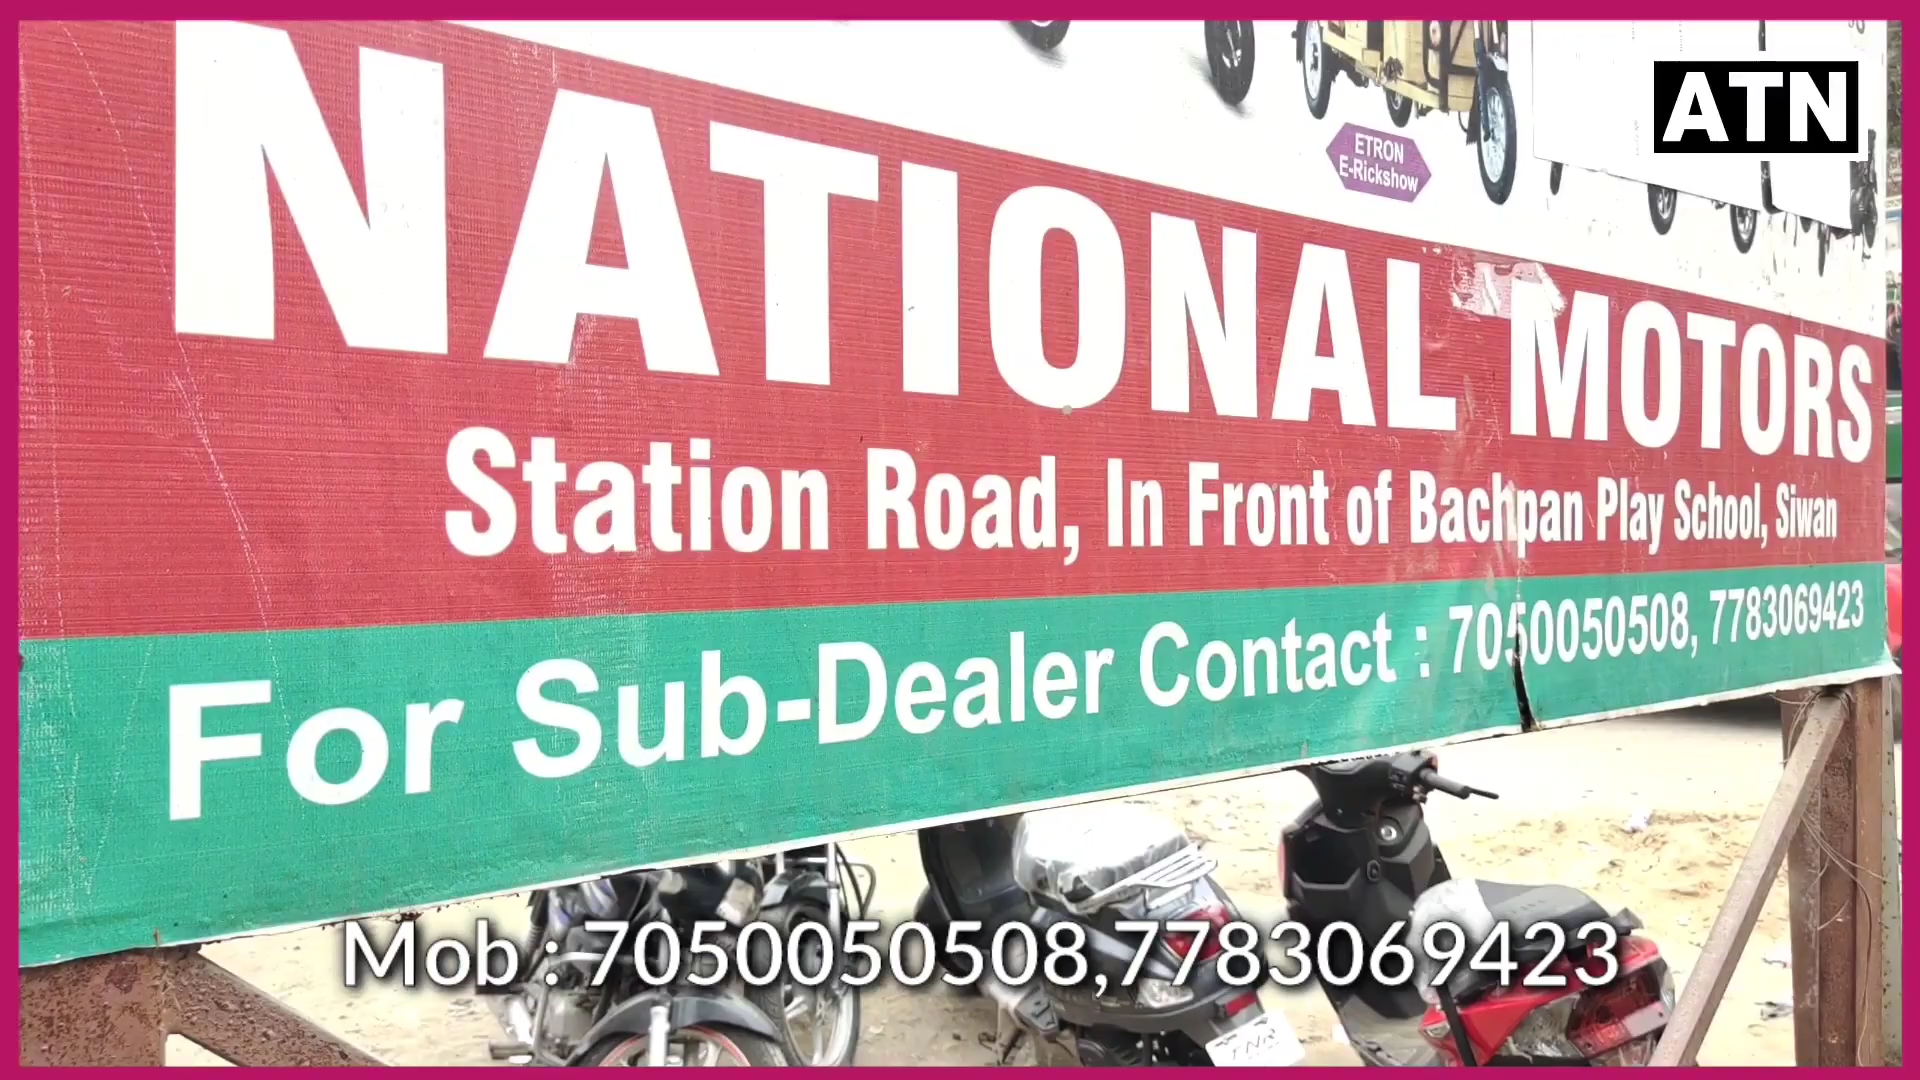 ATN
ETRON
E-Rickshow
NATIONAL MOTORS
Station Road, In Front of Bachpan Play School, Siwan
For Sub-Dealer Contact : 7050050508, 7783069423
Mob : 7050050508,7783069423